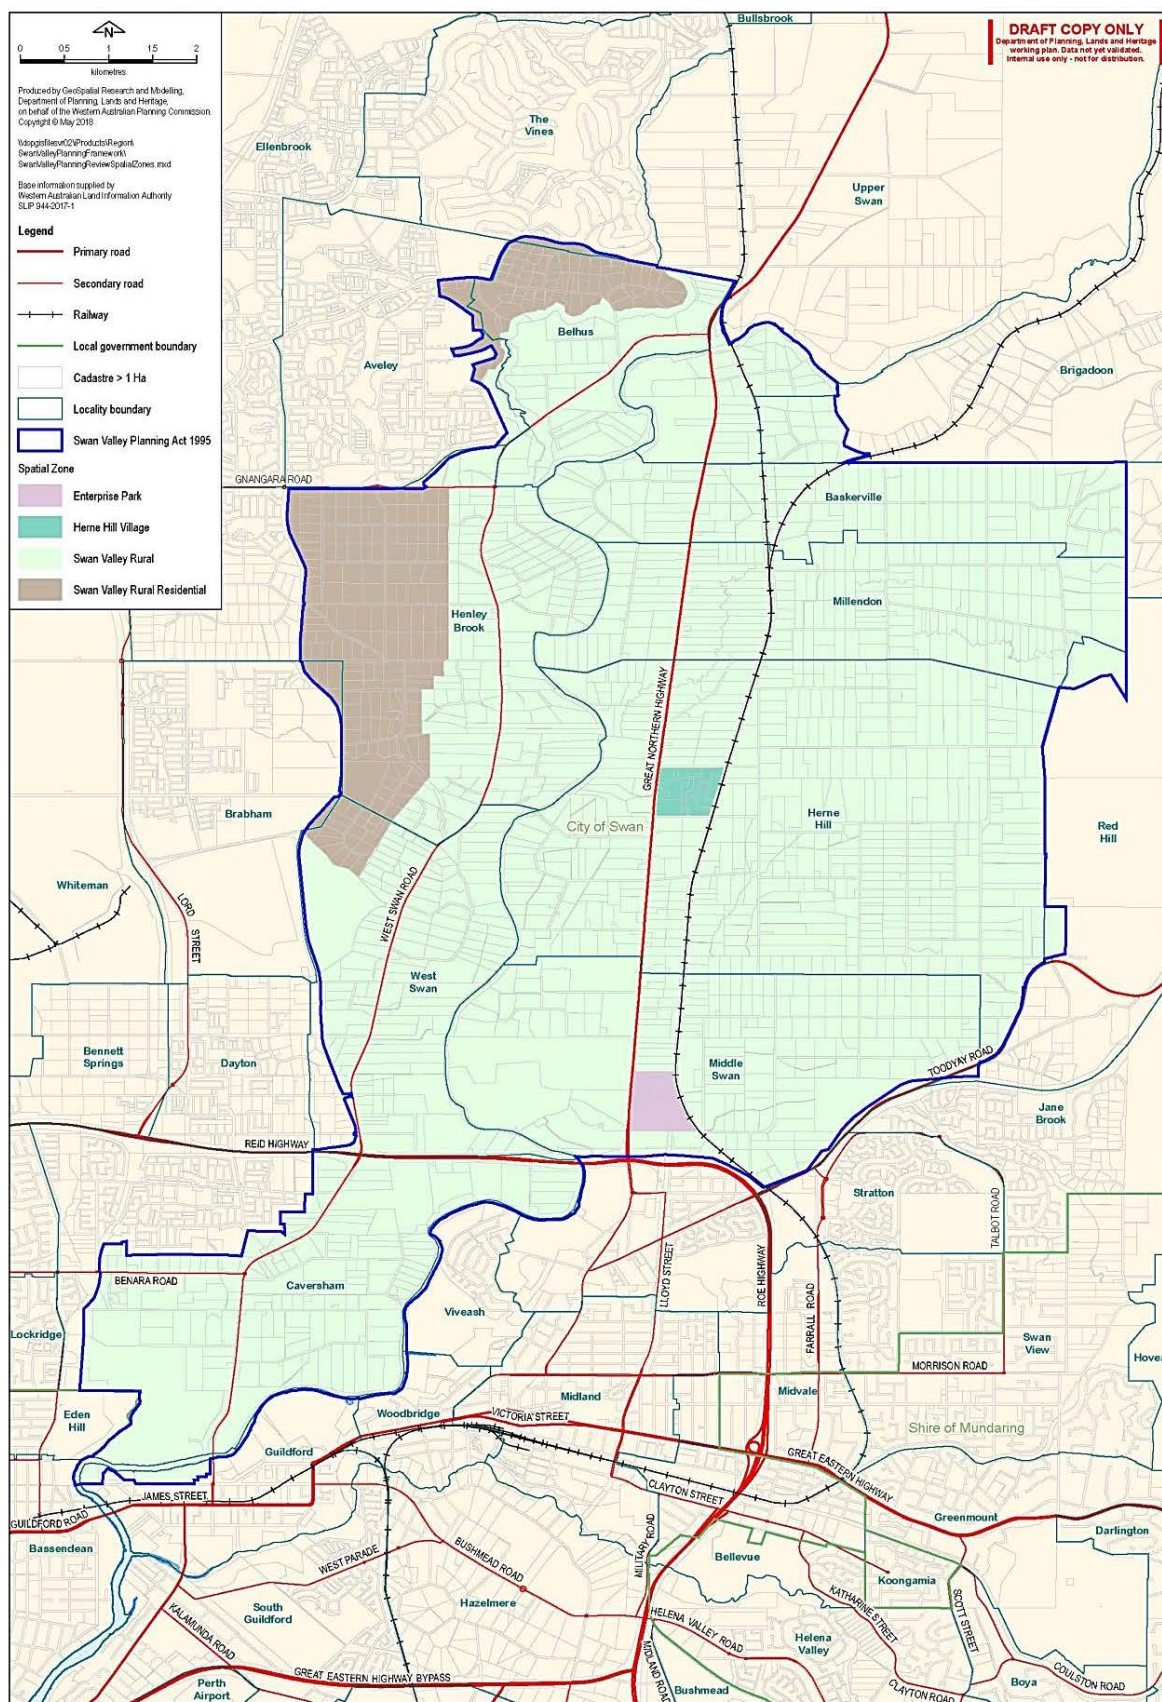 N
0 0.5 1 1.5 2
kilometres
Produced by GeoSpatial Research and Modelling,
Department of Planning, Lands and Heritage,
on behalf of the Western Australian Planning Commission.
Copyright © May 2018
SwanValleyPlanningFramework\
SwanValleyPlanningReviewSpatialZones.mxd
Base information supplied by
Western Australian Land Information Authority
SLIP 944-2017-1
Legend
Primary road
Secondary road
Railway
Local government boundary
Cadastre > 1 Ha
Locality boundary
Swan Valley Planning Act 1995
Spatial Zone
Enterprise Park
Herne Hill Village
Swan Valley Rural
Swan Valley Rural Residential
DRAFT COPY ONLY
Department of Planning, Lands and Heritage
working plan. Data not yet validated.
Internal use only - not for distribution.
Bullsbrook
The
Vines
Ellenbrook
Upper
Swan
Belhus
Aveley
Brigadoon
GNANGARA ROAD
Baskerville
Millendon
Henley
Brook
GREAT NORTHERN HIGHWAY
Brabham
City of Swan
Herne
Hill
Red
Hill
Whiteman
LORD
STREET
WEST SWAN ROAD
West
Swan
Bennett
Springs
Dayton
Middle
Swan
TOODYAY ROAD
Jane
Brook
REID HIGHWAY
Stratton
TALBOT ROAD
BENARA ROAD
Caversham
LLOYD STREET
ROE HIGHWAY
FARRALL ROAD
Viveash
Lockridge
Swan
View
Hovea
MORRISON ROAD
Eden
Hill
Woodbridge
Midland
Midvale
VICTORIA STREET
Guildford
Shire of Mundaring
GREAT EASTERN HIGHWAY
JAMES STREET
CLAYTON STREET
GUILDFORD ROAD
Greenmount
Darlington
Bassendean
WEST PARADE
BUSHMEAD ROAD
MILITARY ROAD
Bellevue
Koongamia
KATHARINE STREET
SCOTT STREET
South
Guildford
Hazelmere
KALAMUNDA ROAD
HELENA VALLEY ROAD
Helena
Valley
MIDLAND ROAD
GREAT EASTERN HIGHWAY BYPASS
Perth
Airport
Bushmead
CLAYTON ROAD
Boya
COULSTON ROAD